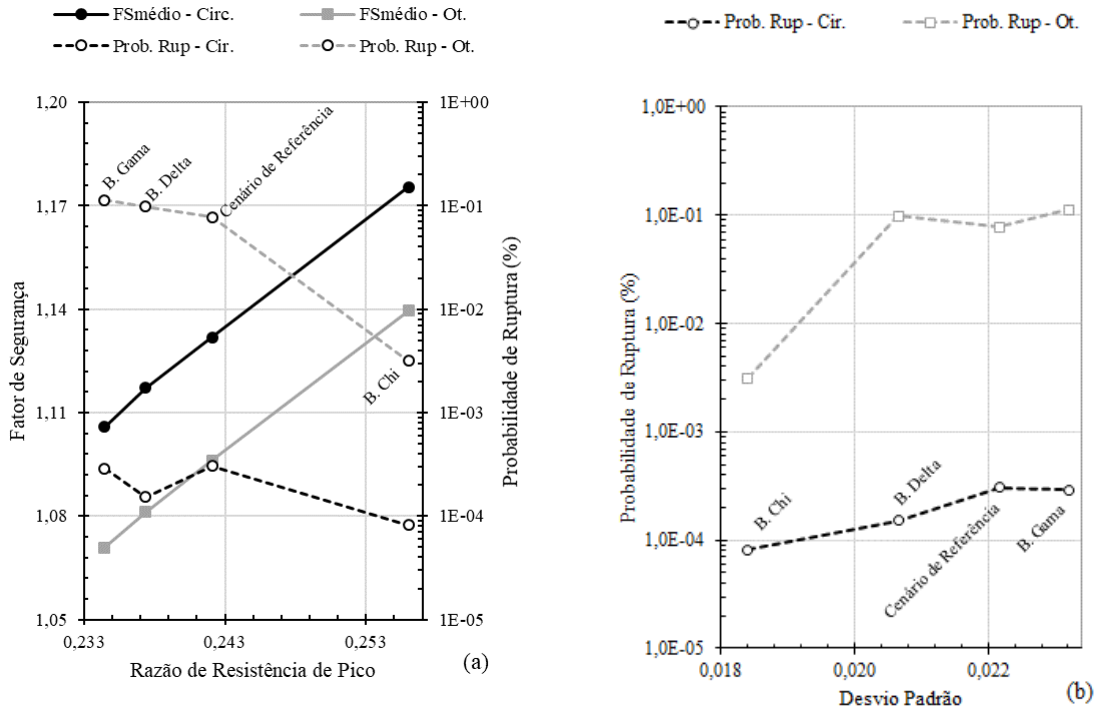 FSmédio - Circ.
FSmédio - Ot.
Prob. Rup - Cir.
Prob. Rup - Ot.
1,20
1,17
1,14
1,11
1,08
1,05
Fator de Segurança
0,233
0,243
0,253
Razão de Resistência de Pico
1E+00
1E-01
1E-02
1E-03
1E-04
1E-05
Probabilidade de Ruptura (%)
B. Gama
B. Delta
Cenário de Referência
B. Chi
(a)
Prob. Rup - Cir.
Prob. Rup - Ot.
1,0E+00
1,0E-01
1,0E-02
1,0E-03
1,0E-04
1,0E-05
Probabilidade de Ruptura (%)
0,018
0,020
0,022
Desvio Padrão
B. Chi
B. Delta
Cenário de Referência
B. Gama
(b)